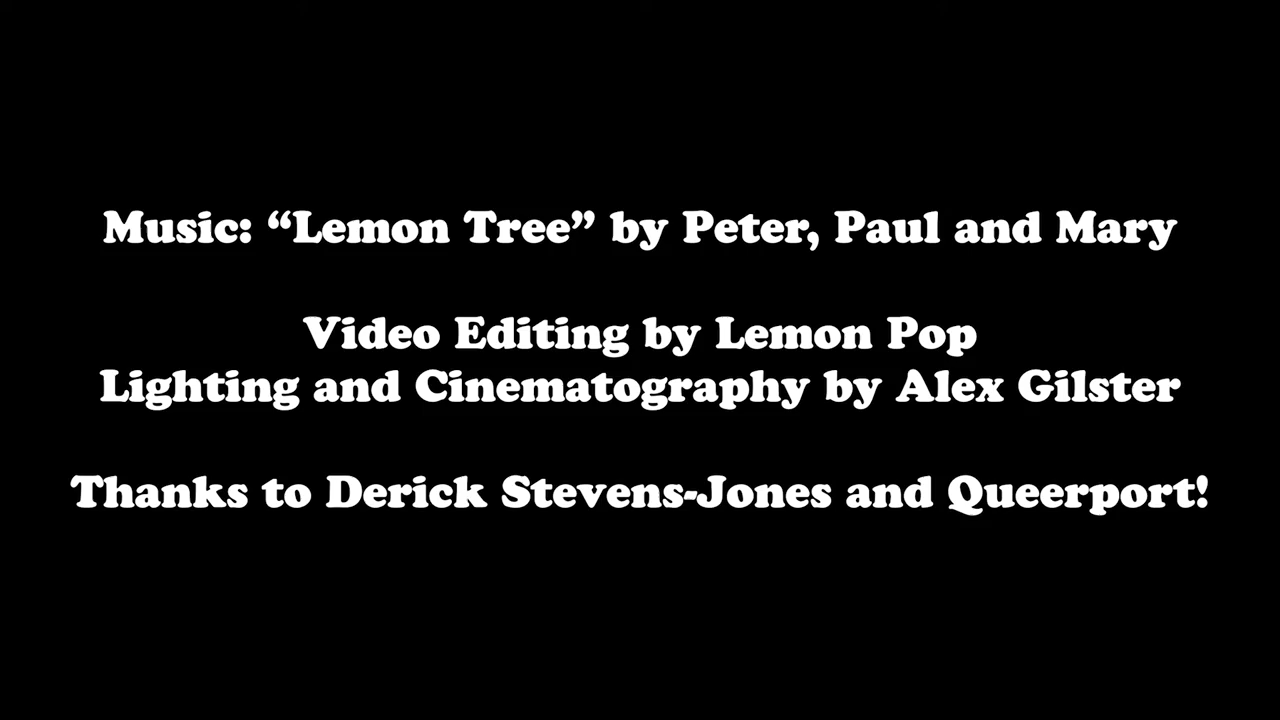 Music: “Lemon Tree” by Peter, Paul and Mary
Video Editing by Lemon Pop
Lighting and Cinematography by Alex Gilster
Thanks to Derick Stevens-Jones and Queerport!